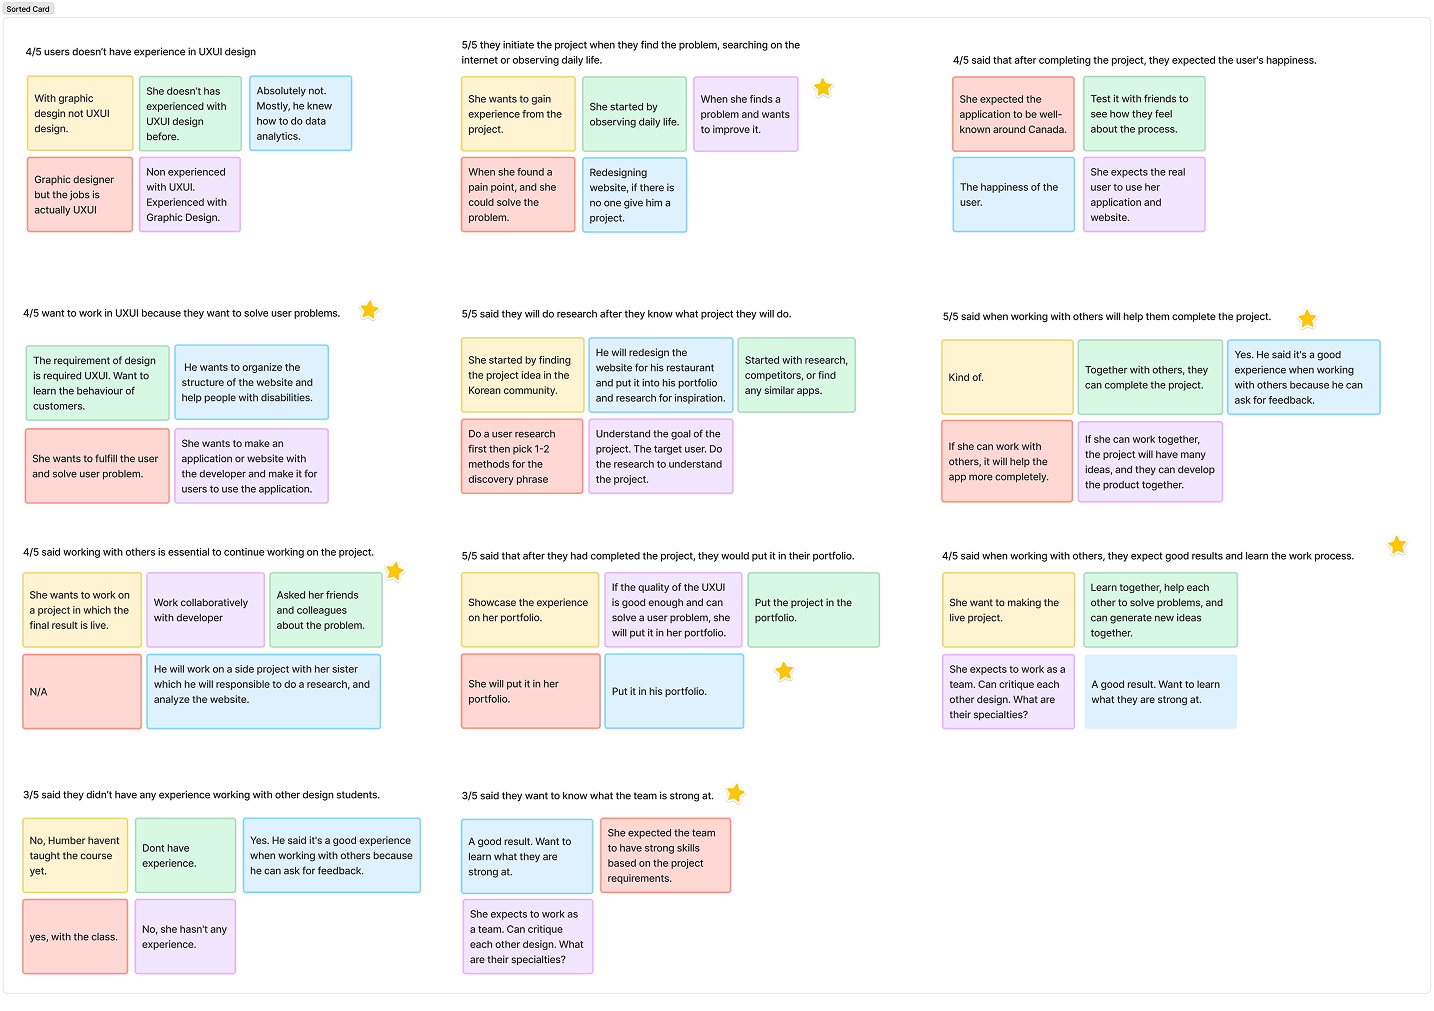 Sorted Card
4/5 users doesn't have experience in UXUI design
With graphic
desgin not UXUI
design.
She doesn't has
experienced with
UXUI design
before.
Absolutely not.
Mostly, he knew
how to do data
analytics.
Graphic designer
but the jobs is
actually UXUI
Non experienced
with UXUI.
Experienced with
Graphic Design.
5/5 they initiate the project when they find the problem, searching on the
internet or observing daily life.
She wants to gain
experience from the
project.
She started by
observing daily life.
When she finds a
problem and wants
to improve it.
When she found a
pain point, and she
could solve the
problem.
Redesigning
website, if there is
no one give him a
project.
4/5 said that after completing the project, they expected the user's happiness.
She expected the
application to be well-
known around Canada.
Test it with friends to
see how they feel
about the process.
The happiness of the
user.
She expects the real
user to use her
application and
website.
4/5 want to work in UXUI because they want to solve user problems.
The requirement of design
is required UXUI. Want to
learn the behaviour of
customers.
He wants to organize the
structure of the website and
help people with disabilities.
She wants to fulfill the user
and solve user problem.
She wants to make an
application or website with
the developer and make it for
users to use the application.
5/5 said they will do research after they know what project they will do.
She started by finding
the project idea in the
Korean community.
He will redesign the
website for his restaurant
and put it into his portfolio
and research for inspiration.
Started with research,
competitors, or find
any similar apps.
Do a user research
first then pick 1-2
methods for the
discovery phrase
Understand the goal of the
project. The target user. Do
the research to understand
the project.
5/5 said when working with others will help them complete the project.
Kind of.
Together with others, they
can complete the project.
Yes. He said it's a good
experience when working
with others because he can
ask for feedback.
If she can work with
others, it will help the
app more completely.
If she can work together,
the project will have many
ideas, and they can develop
the product together.
4/5 said working with others is essential to continue working on the project.
She wants to work on
a project in which the
final result is live.
Work collaboratively
with developer
Asked her friends
and colleagues
about the problem.
N/A
He will work on a side project with her sister
which he will responsible to do a research, and
analyze the website.
5/5 said that after they had completed the project, they would put it in their portfolio.
Showcase the experience
on her portfolio.
If the quality of the UXUI
is good enough and can
solve a user problem, she
will put it in her portfolio.
Put the project in the
portfolio.
She will put it in her
portfolio.
Put it in his portfolio.
4/5 said when working with others, they expect good results and learn the work process.
She want to making the
live project.
Learn together, help each
other to solve problems, and
can generate new ideas
together.
She expects to work as a
team. Can critique each
other design. What are
their specialties?
A good result. Want to learn
what they are strong at.
3/5 said they didn't have any experience working with other design students.
No, Humber havent
taught the course
yet.
Dont have
experience.
Yes. He said it's a good experience
when working with others because
he can ask for feedback.
yes, with the class.
No, she hasn't any
experience.
3/5 said they want to know what the team is strong at.
A good result. Want to
learn what they are
strong at.
She expected the team
to have strong skills
based on the project
requirements.
She expects to work as
a team. Can critique
each other design. What
are their specialties?